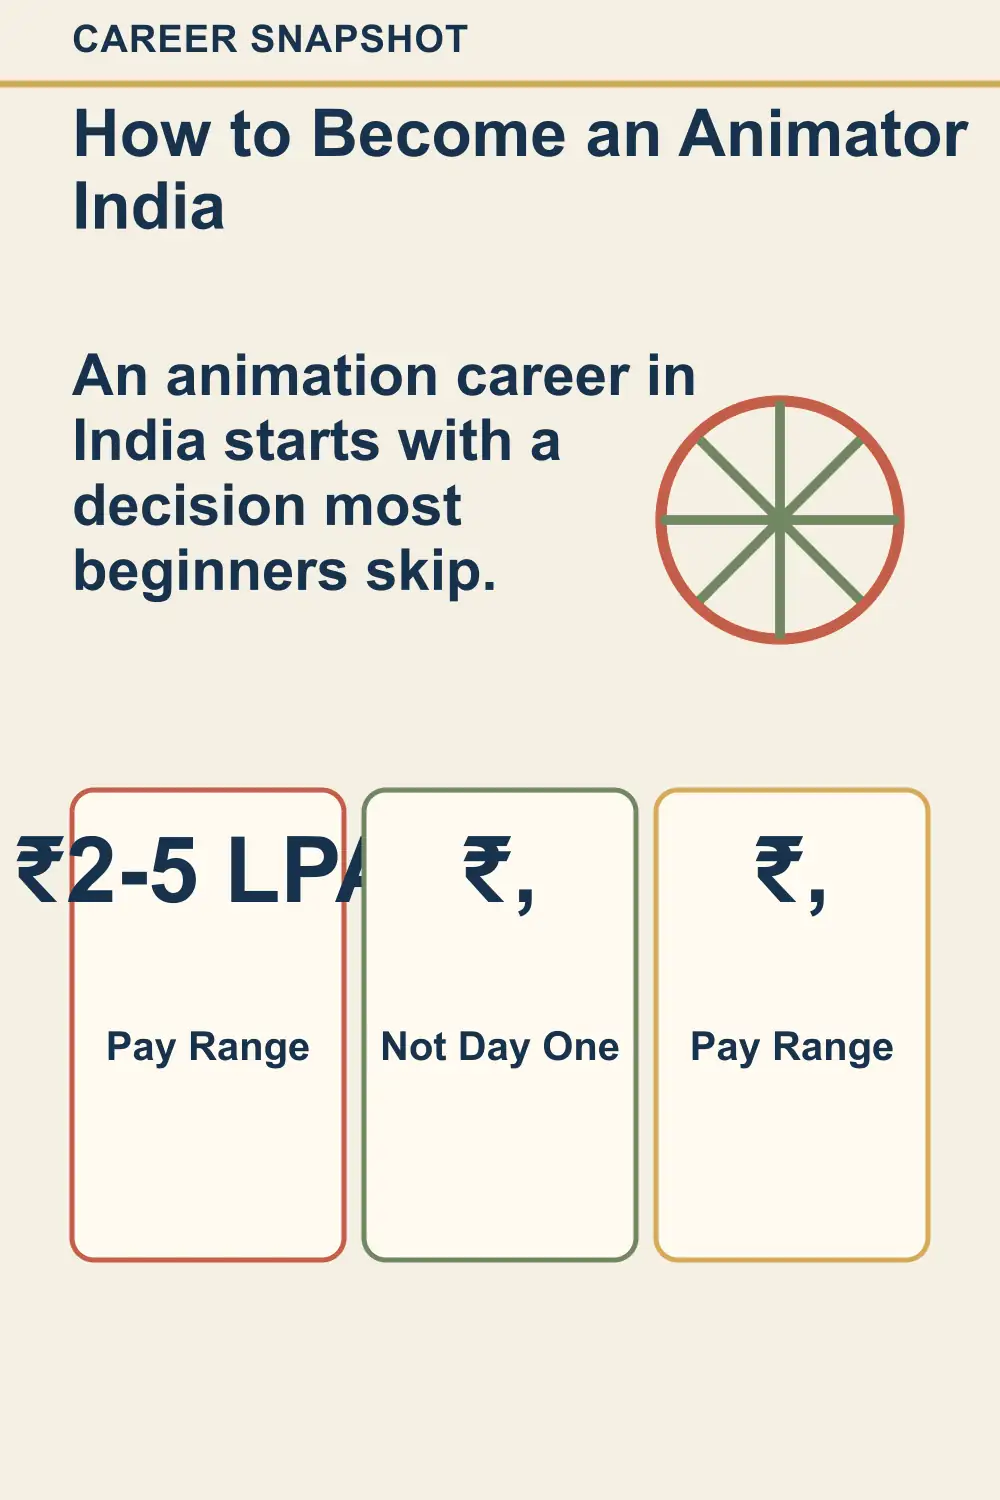 CAREER SNAPSHOT
How to Become an Animator
India
An animation career in
India starts with a
decision most
beginners skip.
₹2-5 LPA
₹,
₹,
Pay Range
Not Day One
Pay Range